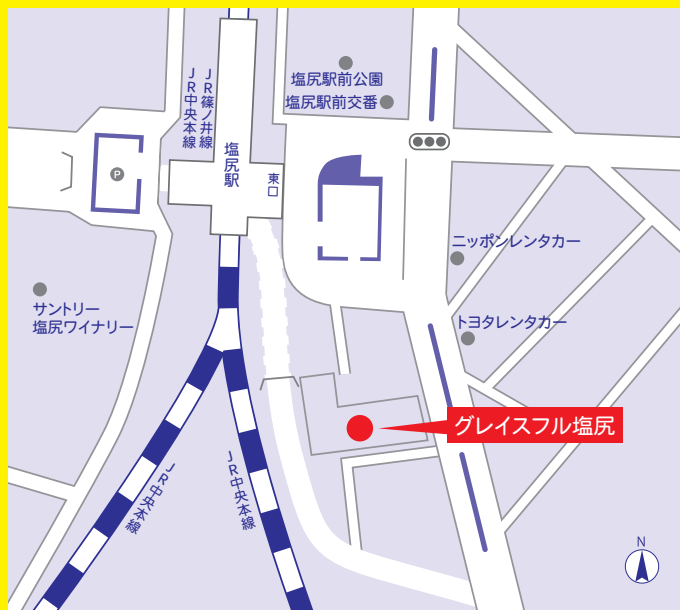 JR篠ノ井線
JR中央本線
塩尻駅
東口
塩尻駅前公園
塩尻駅前交番
P
ニッポンレンタカー
サントリー
塩尻ワイナリー
トヨタレンタカー
グレイスフル塩尻
JR中央本線
JR中央本線
N